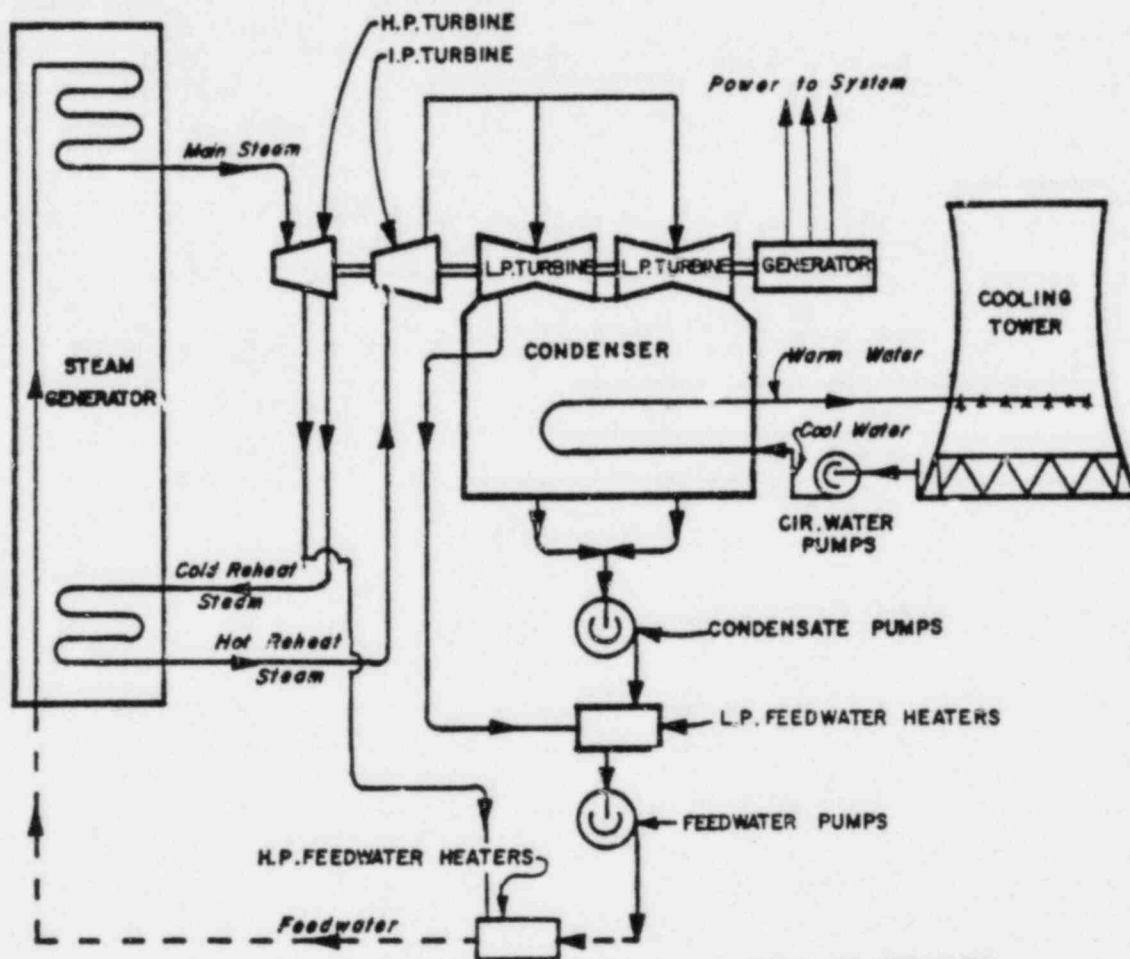 H.P. TURBINE
I.P. TURBINE
Power to System
Main Steam
L.P. TURBINE
L.P. TURBINE
GENERATOR
COOLING
TOWER
CONDENSER
STEAM
GENERATOR
Warm Water
Cool Water
CIR. WATER
PUMPS
Cold Reheat
Steam
Hot Reheat
Steam
CONDENSATE PUMPS
L.P. FEEDWATER HEATERS
FEEDWATER PUMPS
H.P. FEEDWATER HEATERS
Feedwater